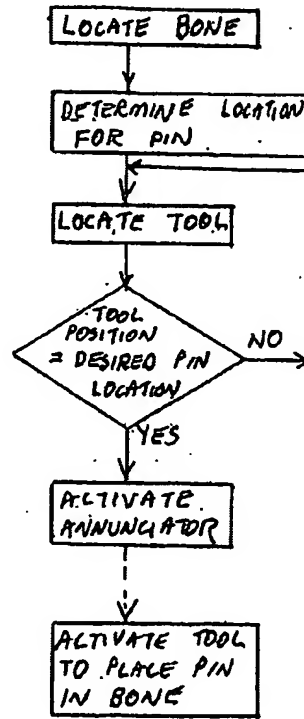 LOCATE BONE
DETERMINE LOCATION
FOR PIN
LOCATE TOOL
TOOL
POSITION
= DESIRED PIN
LOCATION
NO
YES
ACTIVATE
ANNUNCIATOR
ACTIVATE TOOL
TO PLACE PIN
IN BONE